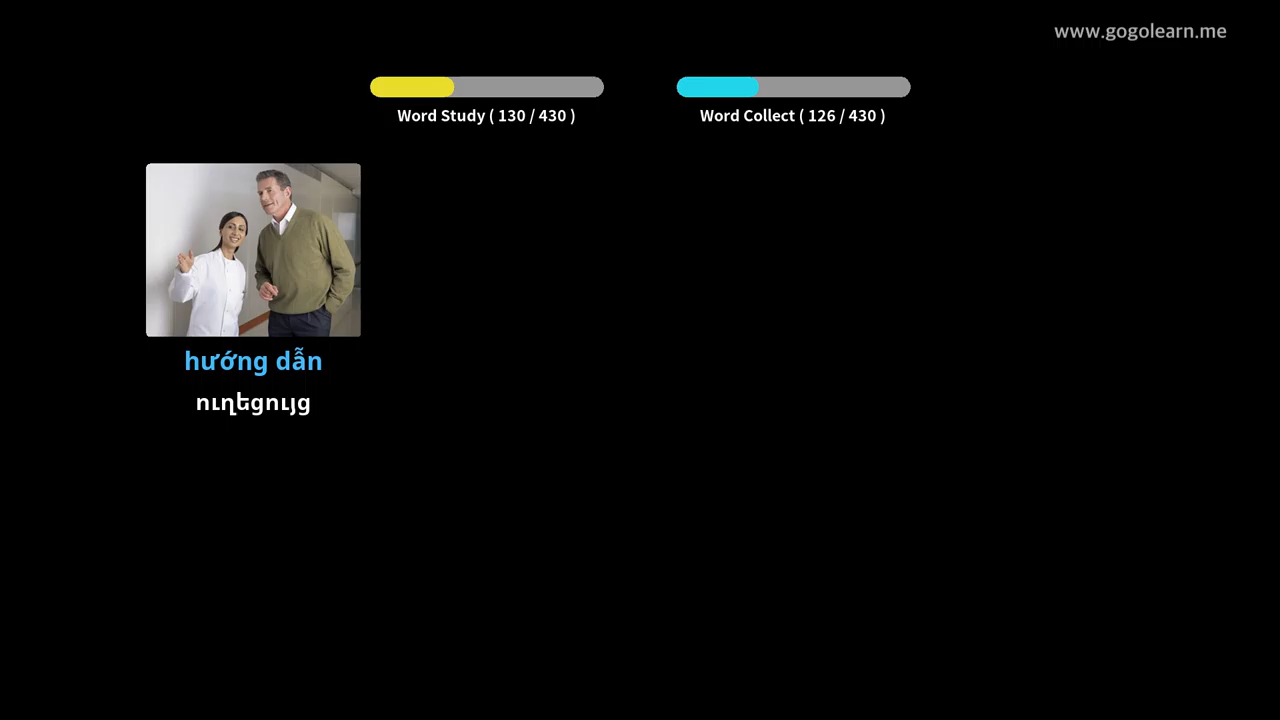 www.gogolearn.me
Word Study ( 130 / 430 )
Word Collect ( 126 / 430 )
hướng dẫn
ուղեցույց